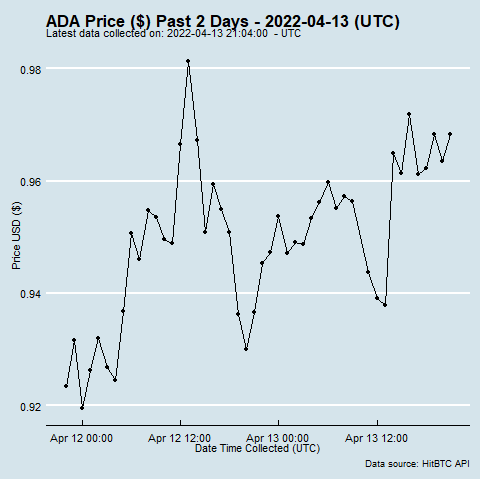 ADA Price ($) Past 2 Days - 2022-04-13 (UTC)
Latest data collected on: 2022-04-13 21:04:00 - UTC
0.98
0.96
0.94
0.92
Price USD ($)
Apr 12 00:00 Apr 12 12:00 Apr 13 00:00 Apr 13 12:00
Date Time Collected (UTC)
Data source: HitBTC API